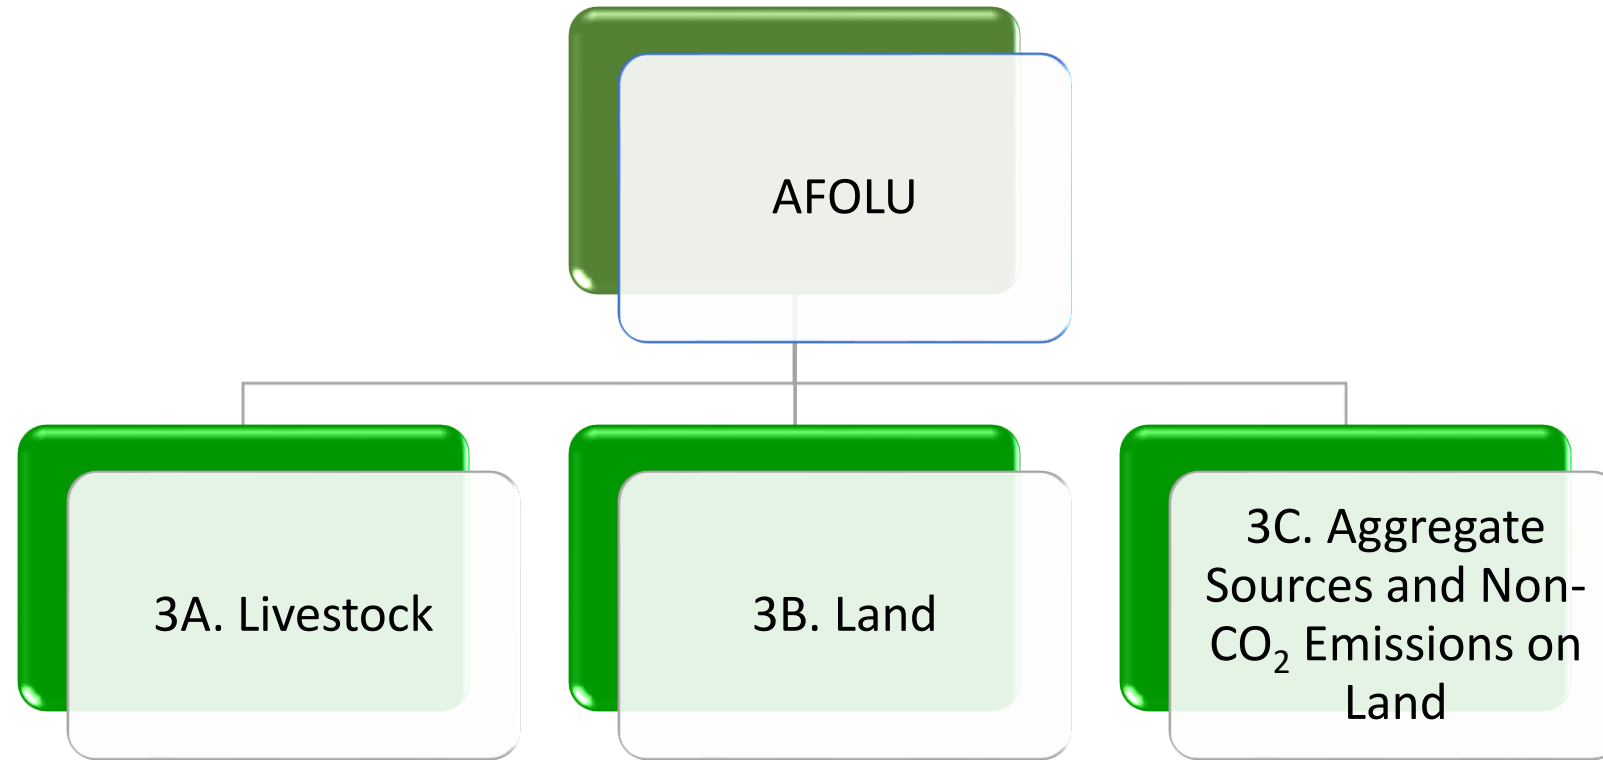 AFOLU
3A. Livestock
3B. Land
3C. Aggregate
Sources and Non-
CO₂ Emissions on
Land